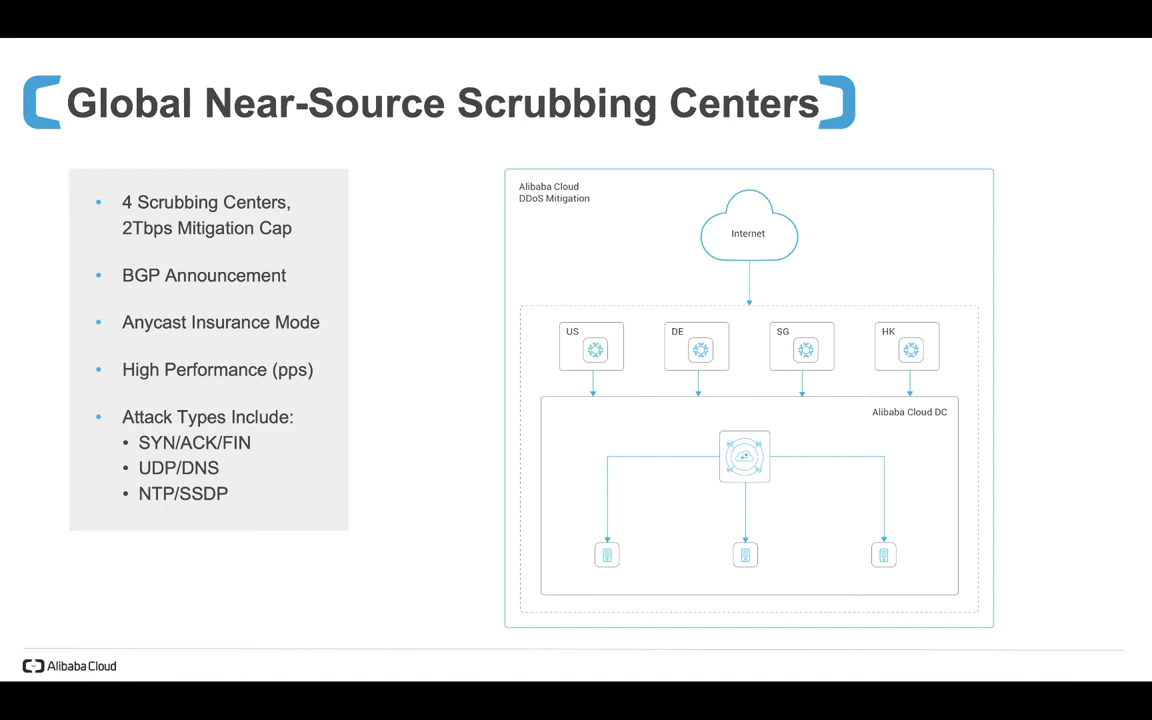 Global Near-Source Scrubbing Centers
4 Scrubbing Centers,
2Tbps Mitigation Cap
BGP Announcement
Anycast Insurance Mode
High Performance (pps)
Attack Types Include:
SYN/ACK/FIN
UDP/DNS
NTP/SSDP
Alibaba Cloud
DDoS Mitigation
Internet
US
DE
SG
HK
Alibaba Cloud DC
Alibaba Cloud